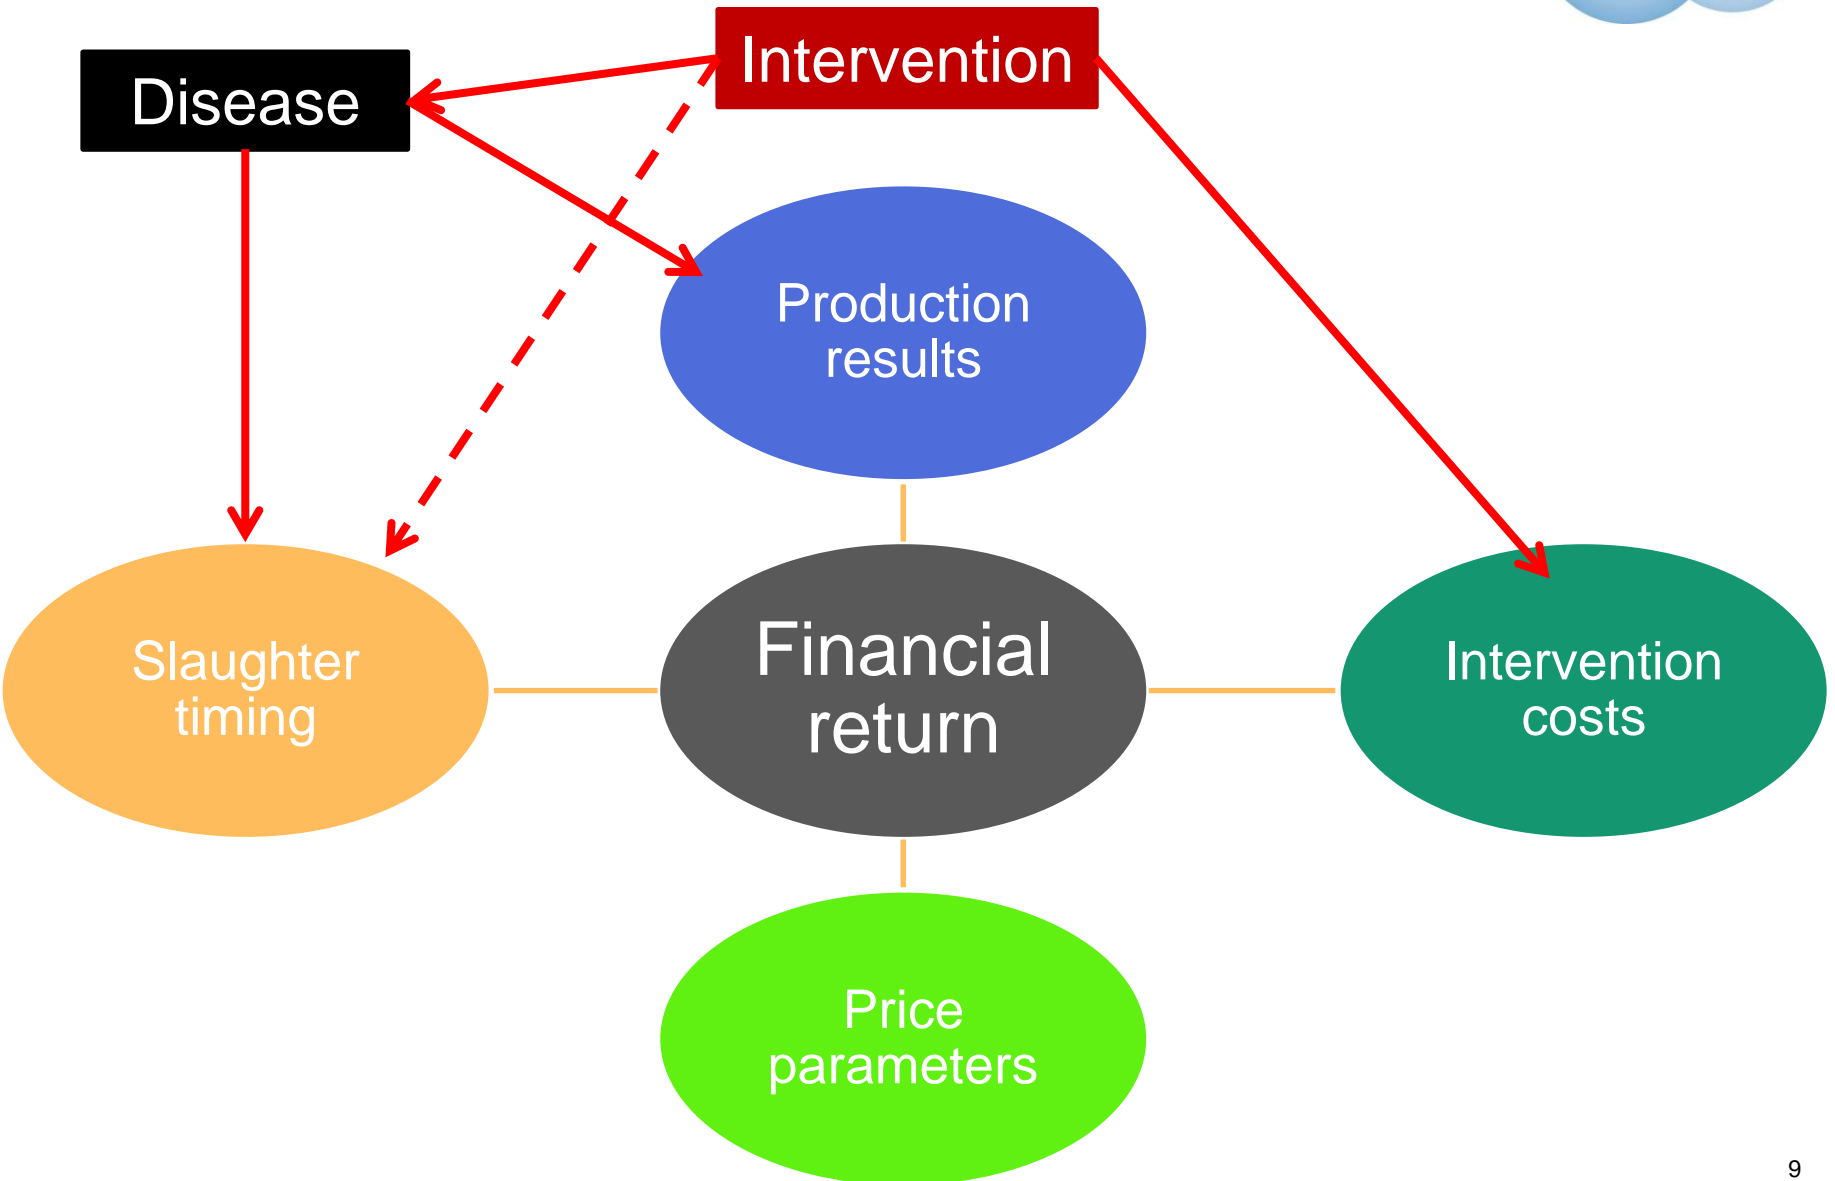 Intervention
Disease
Production
results
Slaughter
timing
Financial
return
Intervention
costs
Price
parameters
9